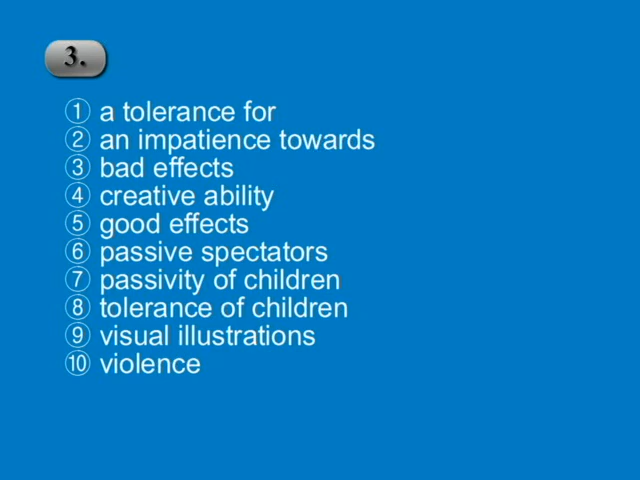 3.
① a tolerance for
② an impatience towards
③ bad effects
④ creative ability
⑤ good effects
⑥ passive spectators
⑦ passivity of children
⑧ tolerance of children
⑨ visual illustrations
⑩ violence